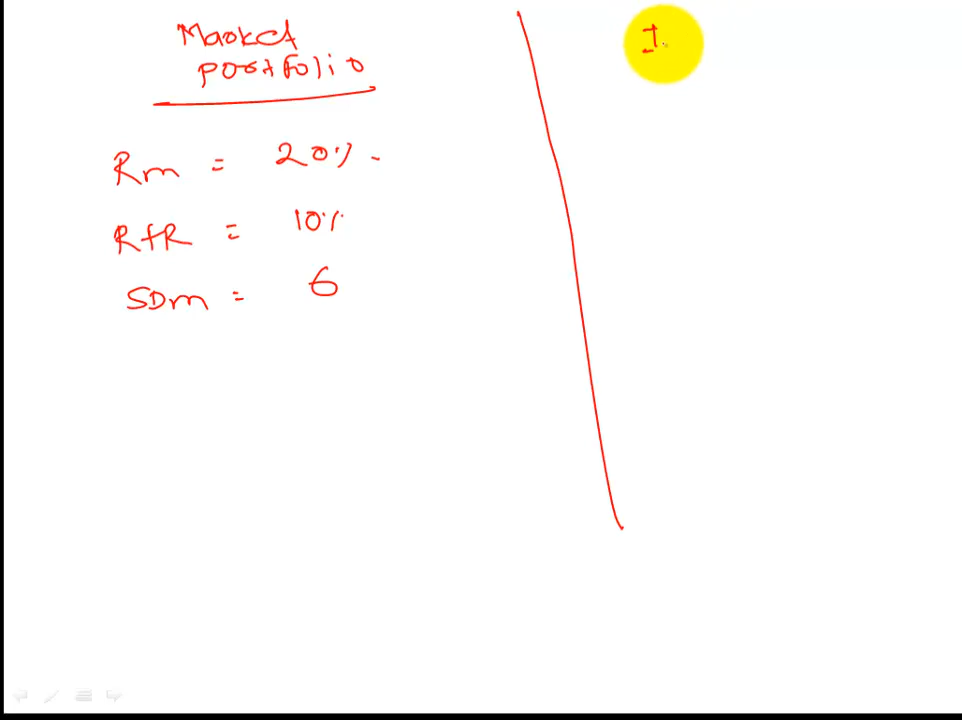 Market
portfolio
Rm = 20%.
RFR = 10%
SDm = 6
I.